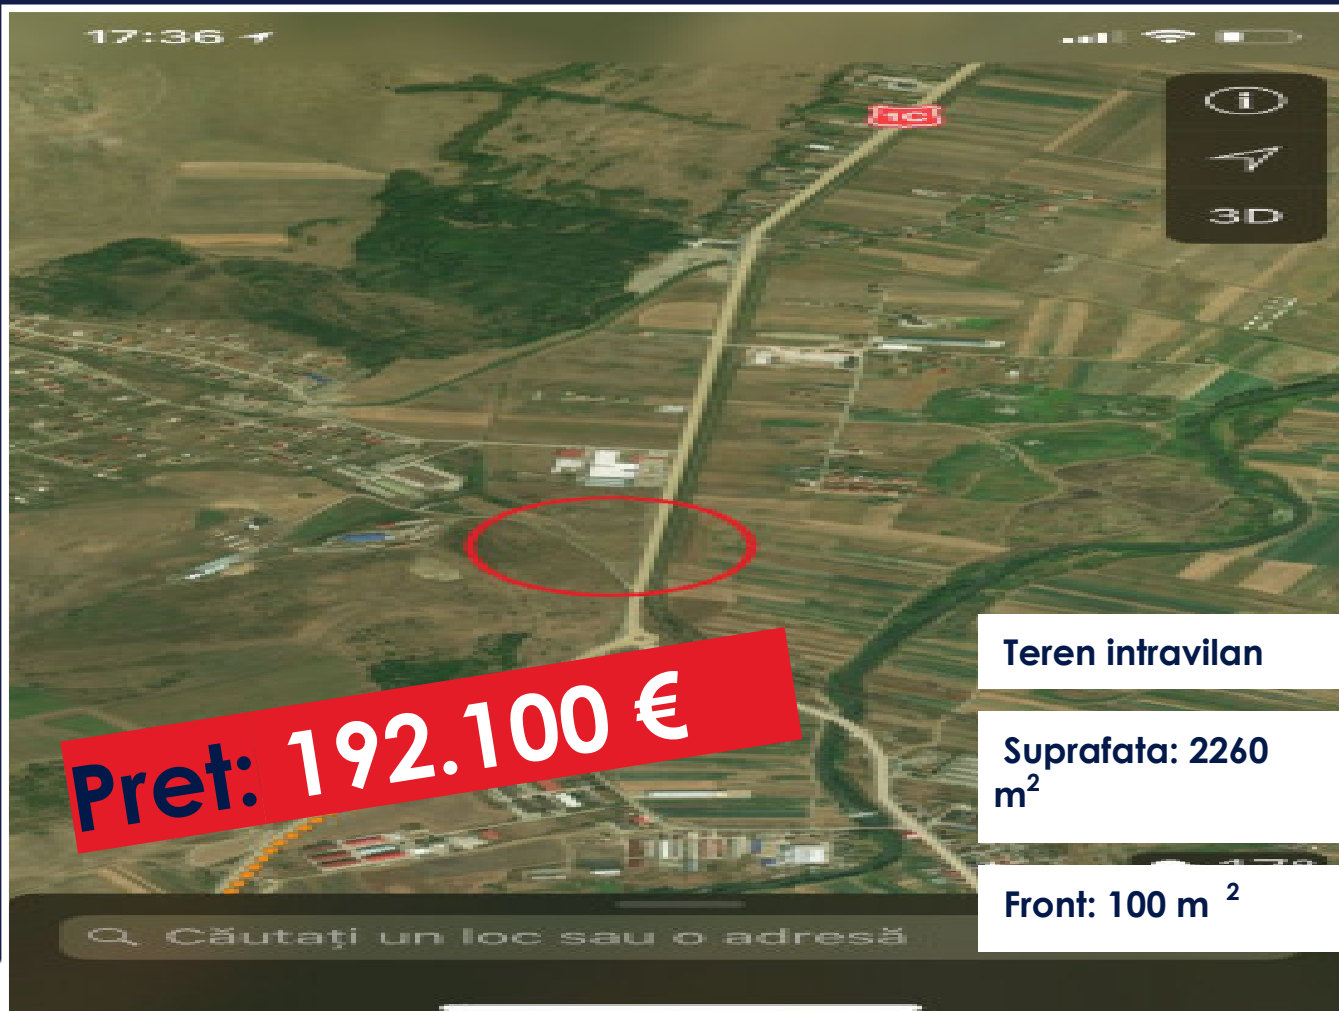 17:36
1C
3D
Teren intravilan
Pret: 192.100 €
Suprafata: 2260
m²
17°
Front: 100 m ²
Căutați un loc sau o adresă